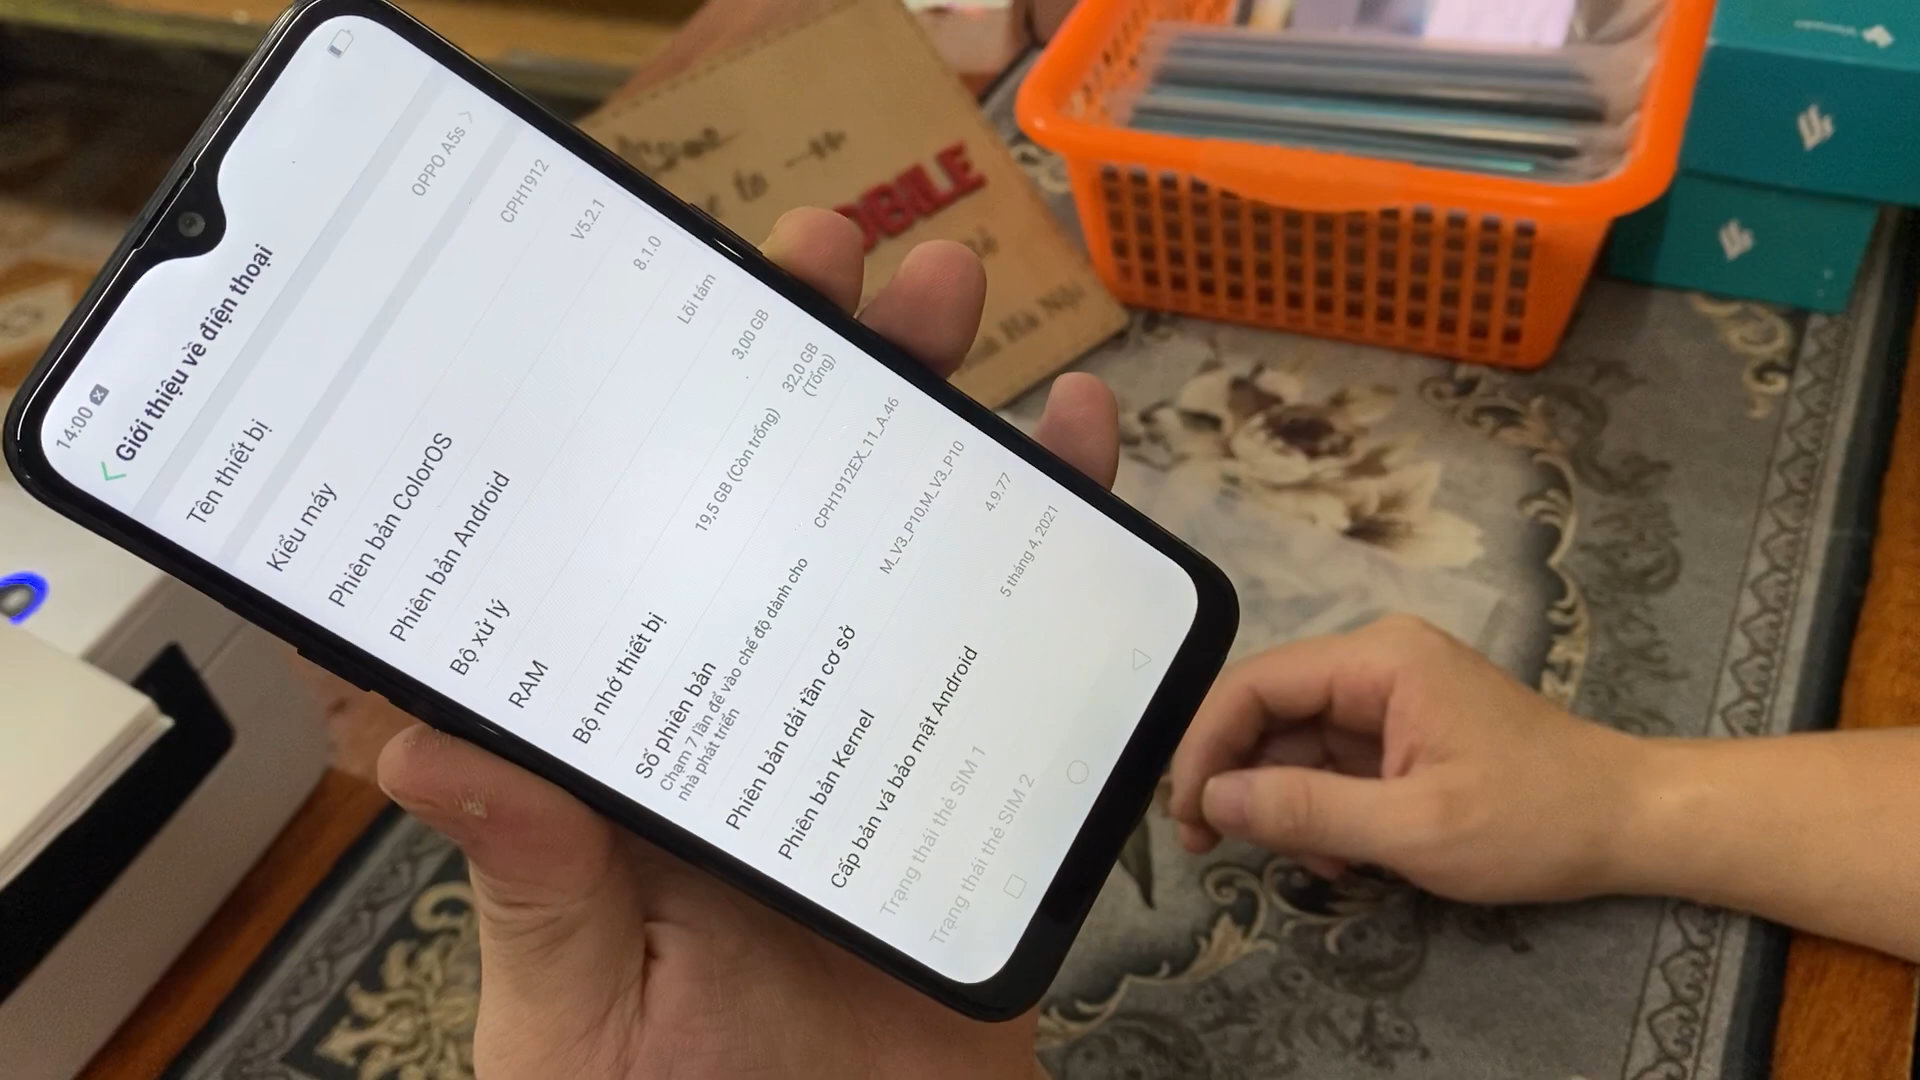 14:00
Giới thiệu về điện thoại
Tên thiết bị OPPO A5s
Kiểu máy CPH1912
Phiên bản ColorOS V5.2.1
Phiên bản Android 8.1.0
Bộ xử lý Lõi tám
RAM 3,00 GB
Bộ nhớ thiết bị 19,5 GB (Còn trống) 32,0 GB
(Tổng)
Số phiên bản CPH1912EX_11_A.46
Chạm 7 lần để vào chế độ dành cho
nhà phát triển
Phiên bản dải tần cơ sở M_V3_P10,M_V3_P10
Phiên bản Kernel 4.9.77
Cấp bản vá bảo mật Android 5 tháng 4, 2021
Trạng thái thẻ SIM 1
Trạng thái thẻ SIM 2
to
OBILE
Hà Nội